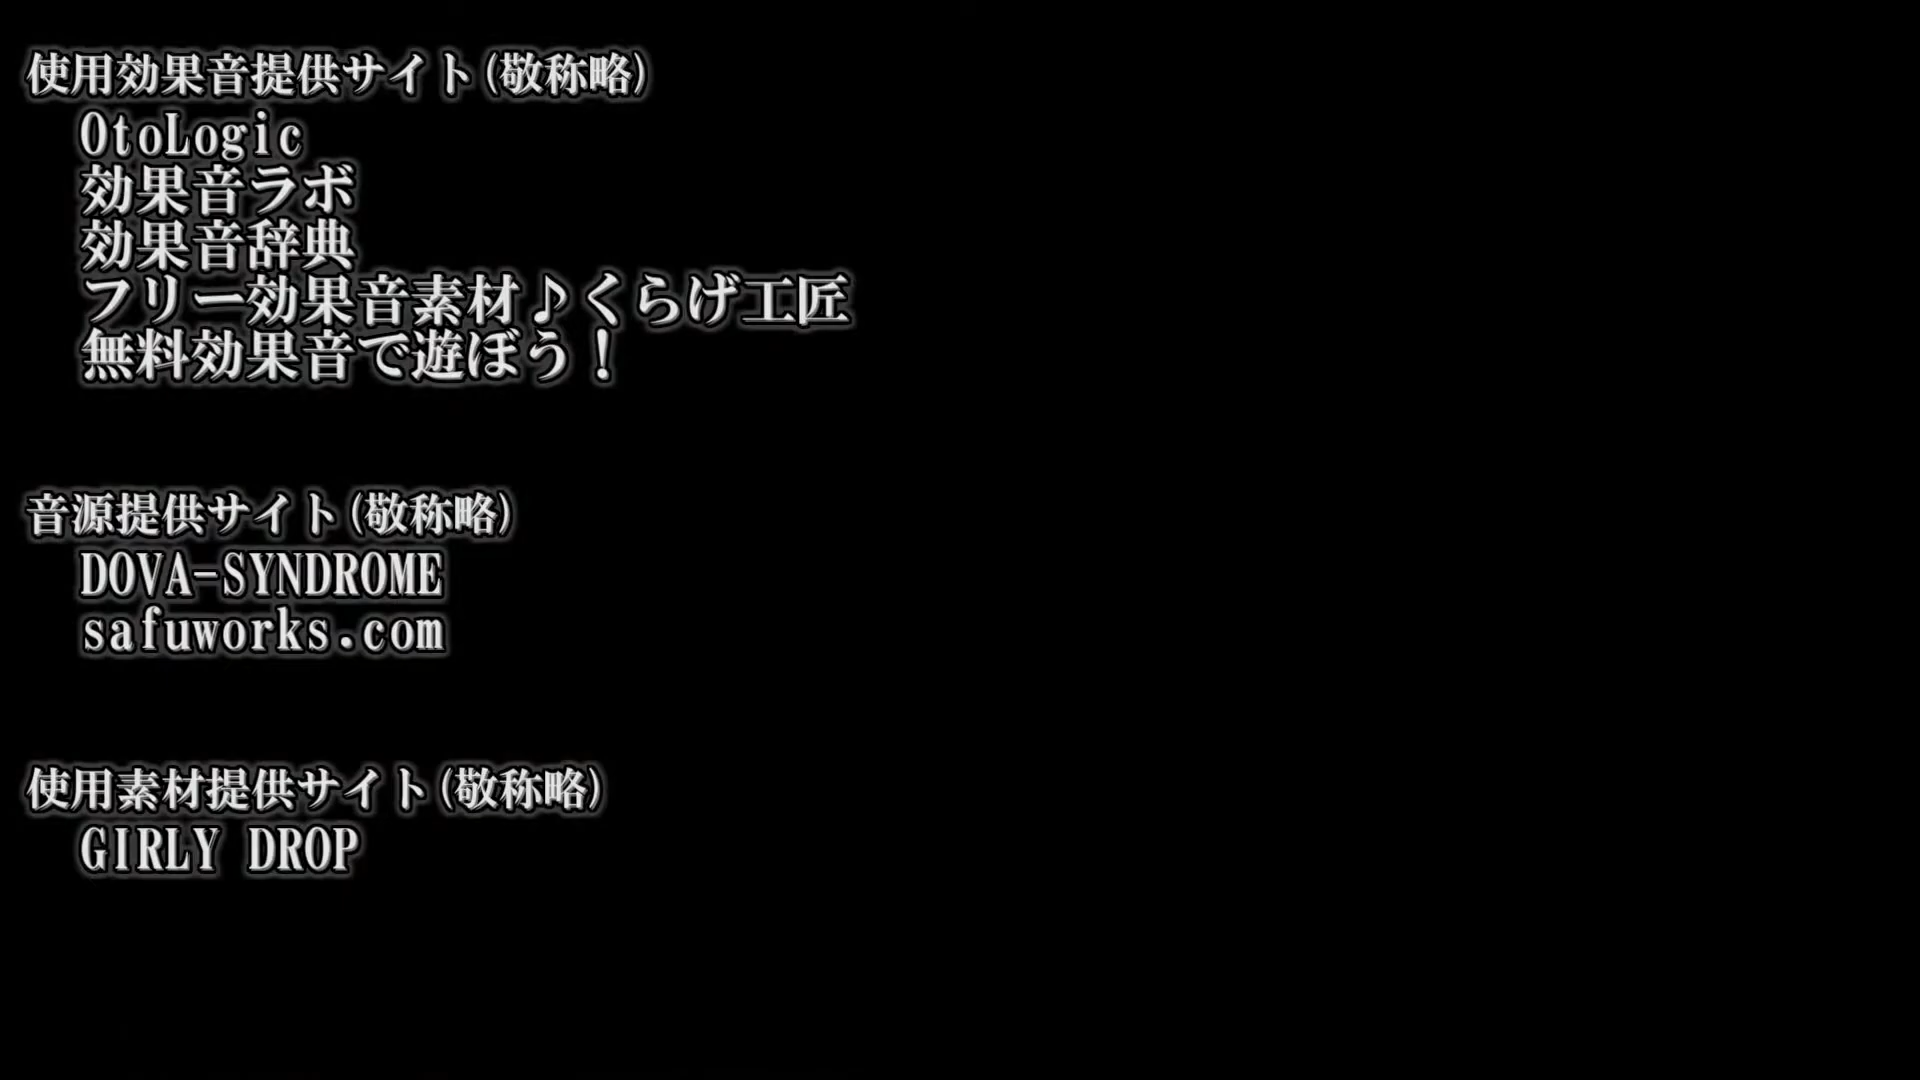 使用効果音提供サイト(敬称略)
OtoLogic
効果音ラボ
効果音辞典
フリー効果音素材♪くらげ工匠
無料効果音で遊ぼう！
音源提供サイト(敬称略)
DOVA-SYNDROME
safuworks.com
使用素材提供サイト(敬称略)
GIRLY DROP